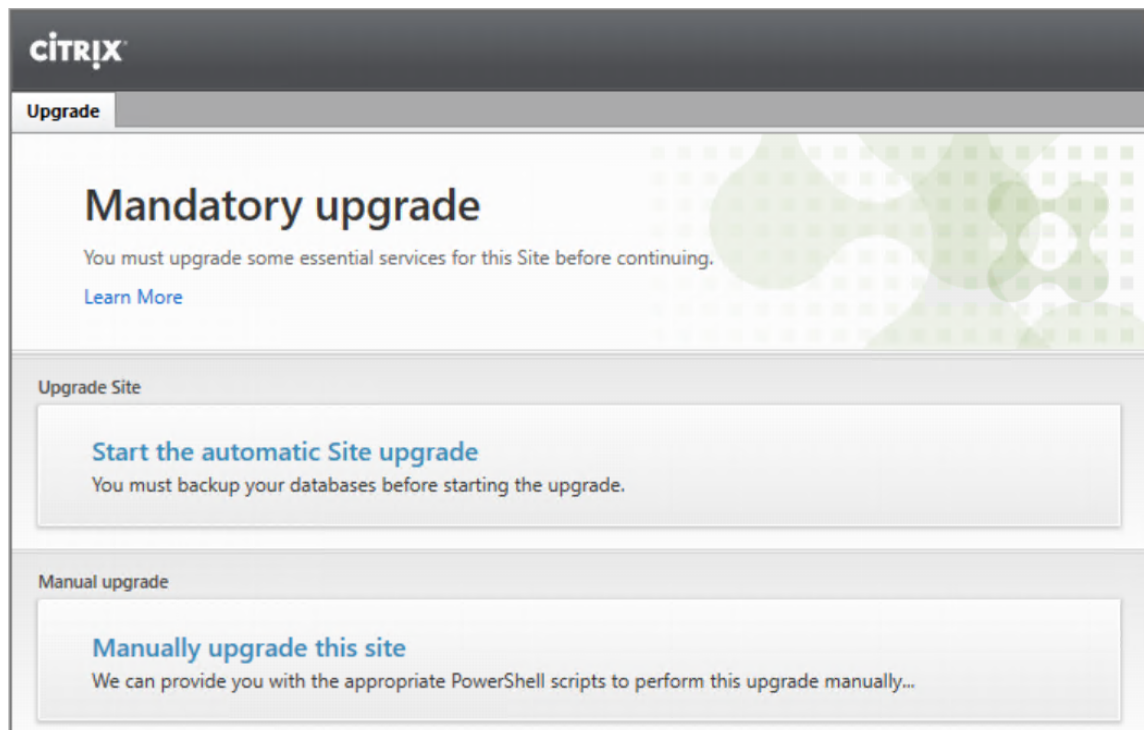 CİTRIX
Upgrade
Mandatory upgrade
You must upgrade some essential services for this Site before continuing.
Learn More
Upgrade Site
Start the automatic Site upgrade
You must backup your databases before starting the upgrade.
Manual upgrade
Manually upgrade this site
We can provide you with the appropriate PowerShell scripts to perform this upgrade manually...